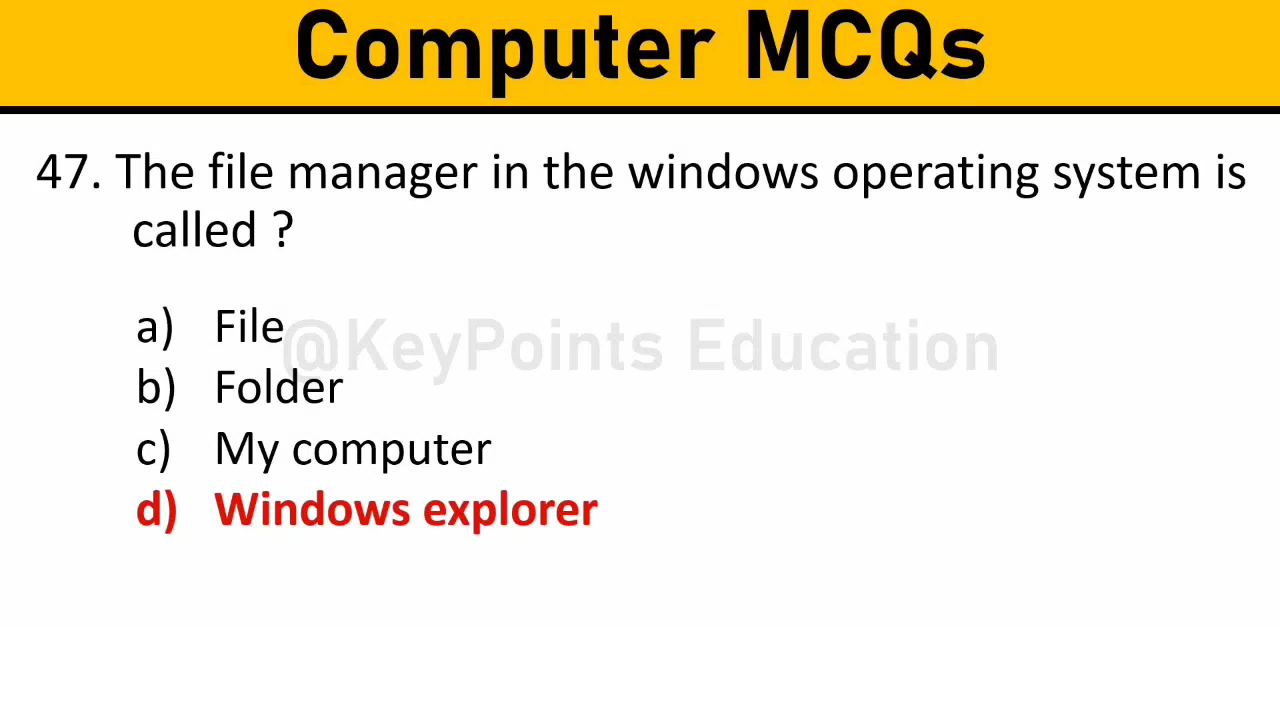 Computer MCQs
47. The file manager in the windows operating system is
called ?
a) File
@KeyPoints Education
b) Folder
c) My computer
d) Windows explorer